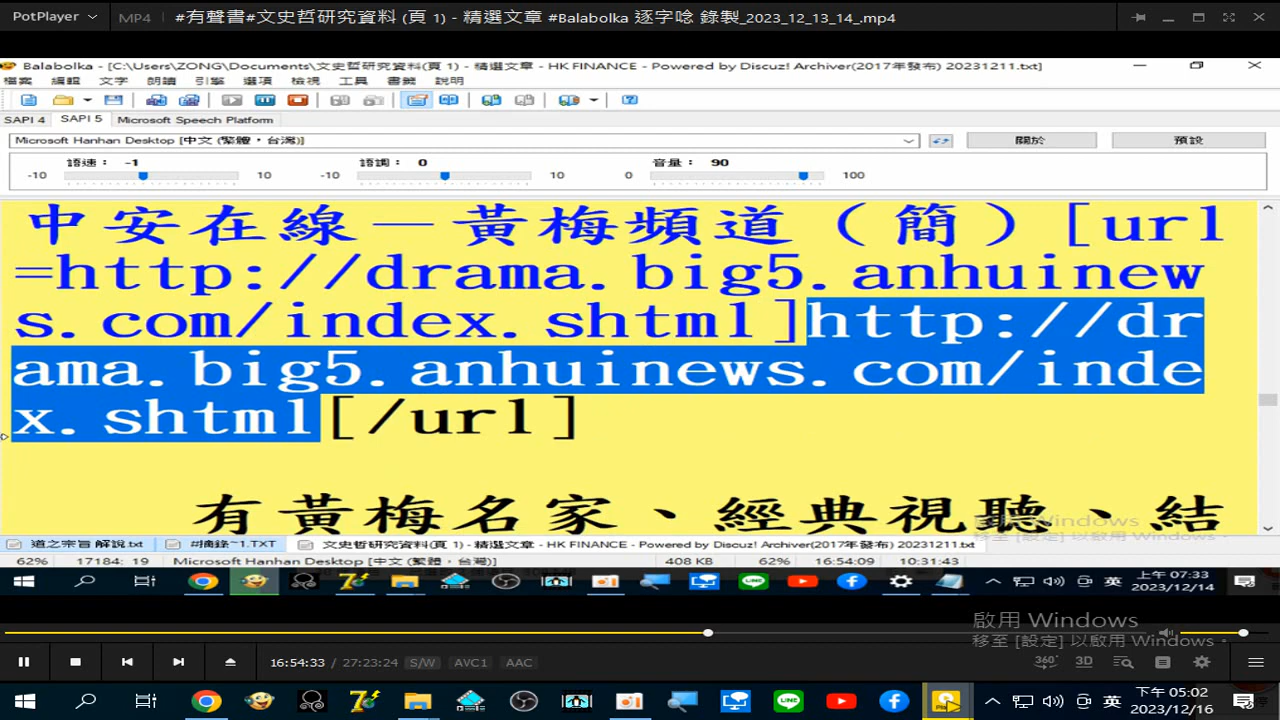 PotPlayer MP4 #有聲書#文史哲研究資料 (頁 1) - 精選文章 #Balabolka 逐字唸 錄製_2023_12_13_14_.mp4
Balabolka - [C:\Users\ZONG\Documents\文史哲研究資料(頁 1) - 精選文章 - HK FINANCE - Powered by Discuz! Archiver(2017年發布) 20231211.txt]
檔案 編輯 文字 朗讀 引擎 選項 檢視 工具 書籤 說明
SAPI 4 SAPI 5 Microsoft Speech Platform
Microsoft Hanhan Desktop [中文 (繁體，台灣)] 關於 預設
語速： -1 語調： 0 音量： 90
-10 10 -10 10 0 100
中安在線－黃梅頻道（簡）[url
=http://drama.big5.anhuinew
s.com/index.shtml]http://dr
ama.big5.anhuinews.com/inde
x.shtml[/url]
有黃梅名家、經典視聽、結
道之宗旨 解說.txt #摘錄~1.TXT 文史哲研究資料(頁 1) - 精選文章 - HK FINANCE - Powered by Discuz! Archiver(2017年發布) 20231211.txt
62% 17184: 19 Microsoft Hanhan Desktop [中文 (繁體，台灣)] 408 KB 62% 16:54:09 10:31:43
英 上午 07:33
2023/12/14
啟用 Windows
移至 [設定] 以啟用 Windows。
16:54:33 / 27:23:24 S/W AVC1 AAC 360° 3D
英 下午 05:02
2023/12/16